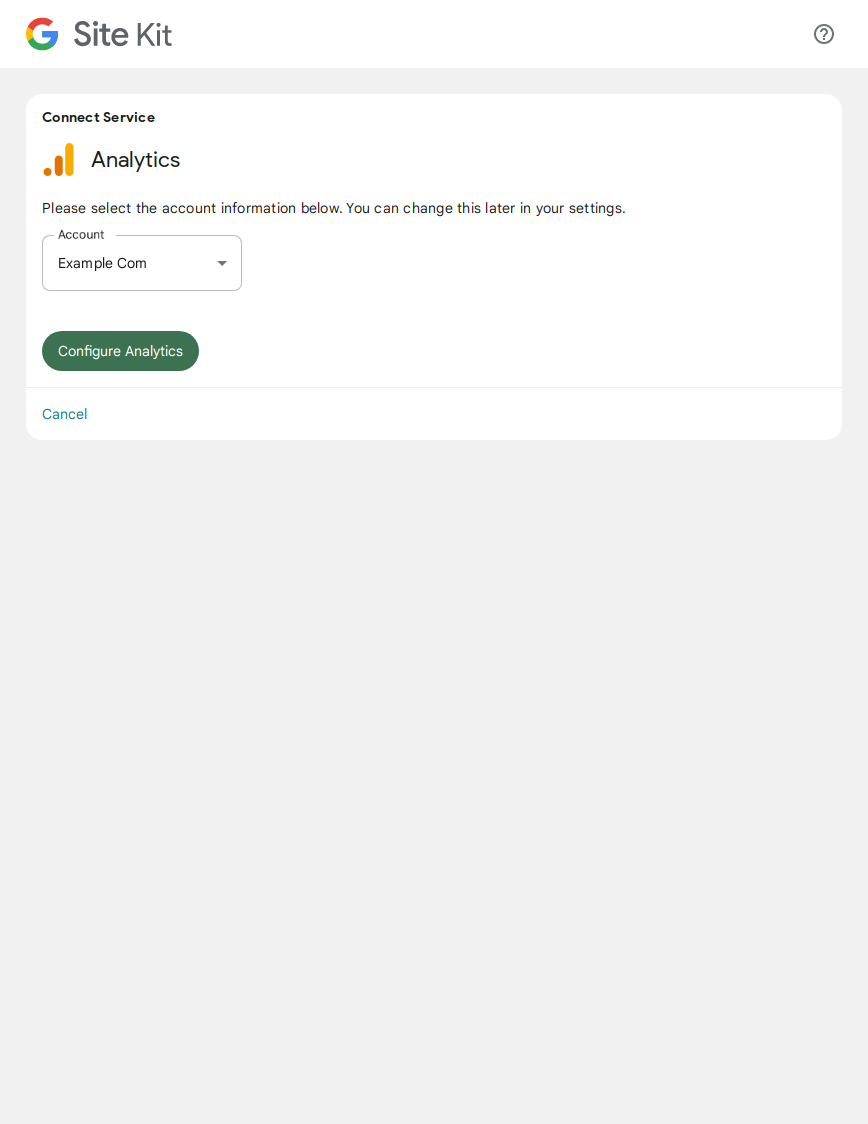 Site Kit
Connect Service
Analytics
Please select the account information below. You can change this later in your settings.
Account
Example Com
Configure Analytics
Cancel